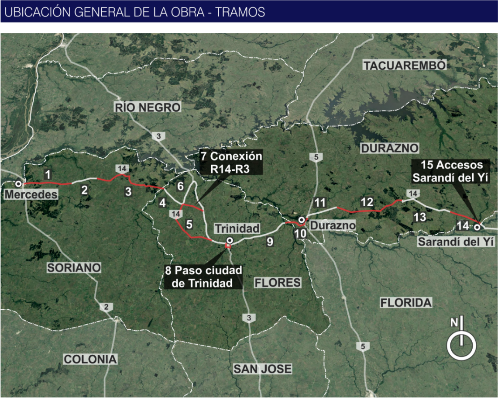 UBICACIÓN GENERAL DE LA OBRA - TRAMOS
TACUAREMBÓ
RIO NEGRO
3
DURAZNO
5
7 Conexión
R14-R3
15 Accesos
Sarandí del Yí
1
2
14
3
4
6
Mercedes
14
5
14
11
12
13
14
Trinidad
Durazno
10
9
Sarandí del Yí
SORIANO
8 Paso ciudad
de Trinidad
FLORES
FLORIDA
2
3
5
N
COLONIA
SAN JOSE